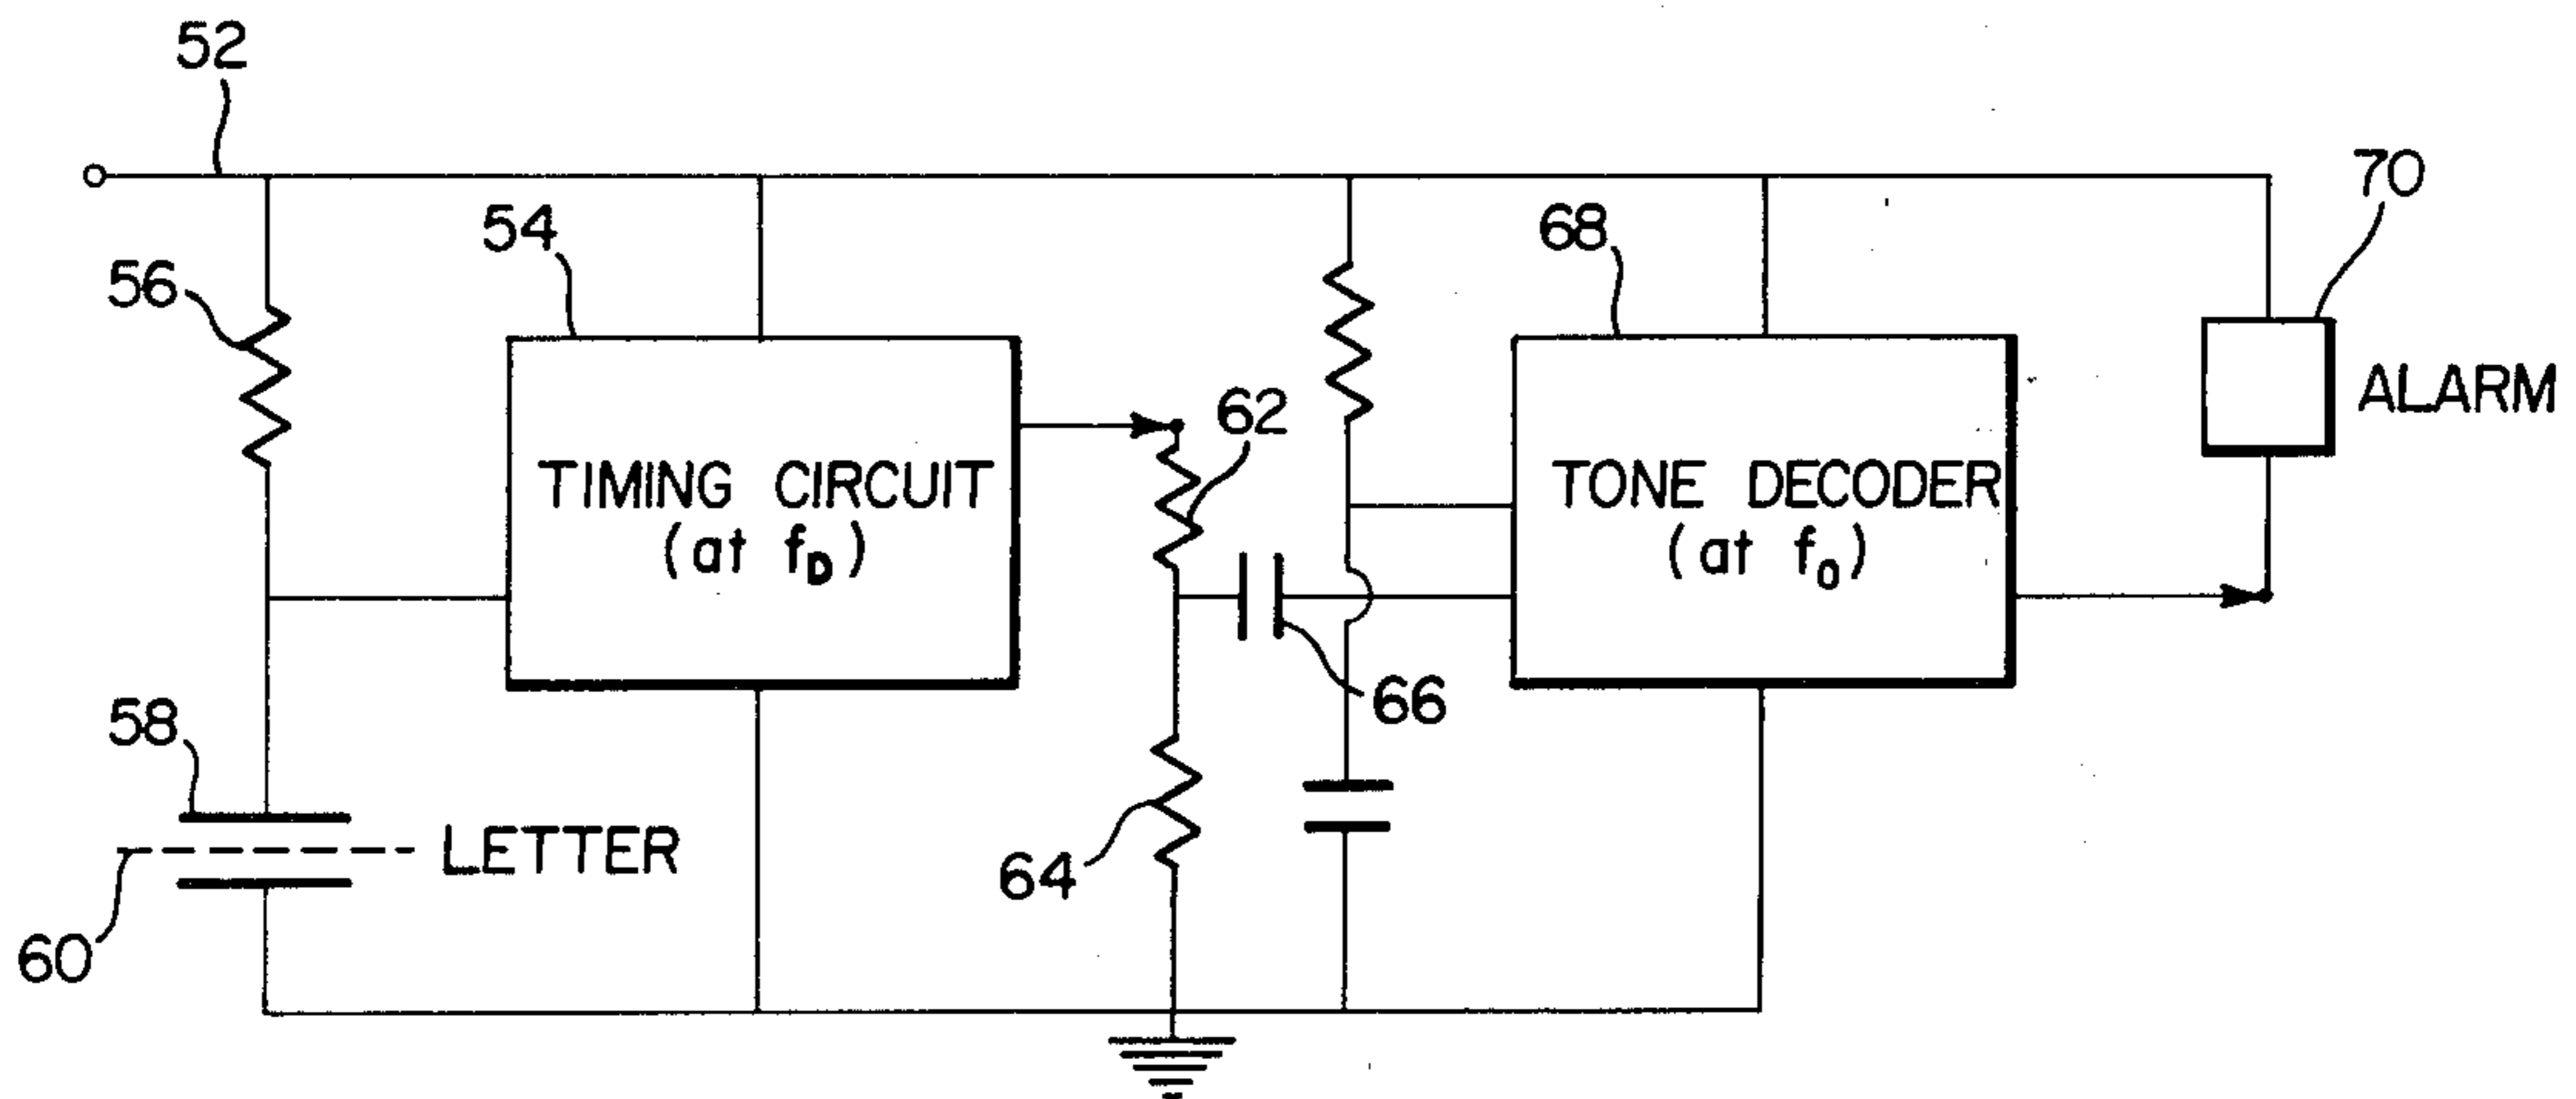 52
70
54
68
56
62
ALARM
TIMING CIRCUIT
(at fD)
TONE DECODER
(at fo)
66
58
LETTER
64
60